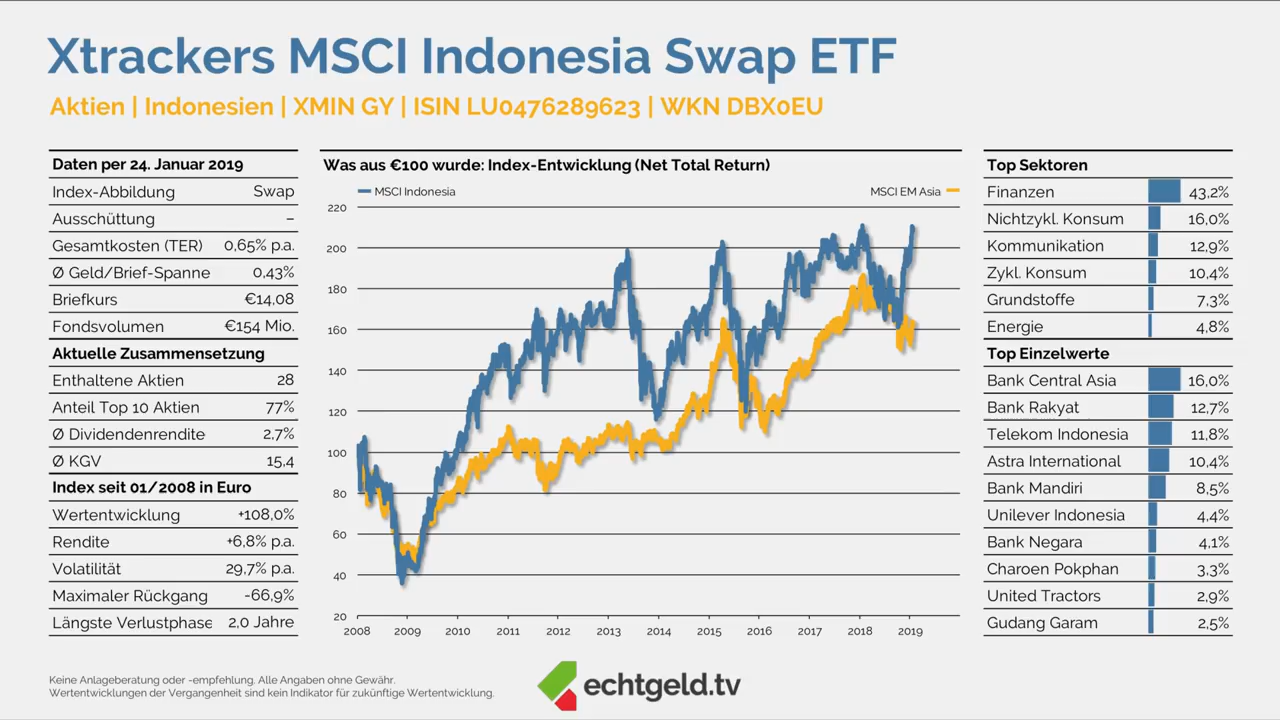 Xtrackers MSCI Indonesia Swap ETF
Aktien | Indonesien | XMIN GY | ISIN LU0476289623 | WKN DBX0EU
Daten per 24. Januar 2019
Index-Abbildung Swap
Ausschüttung –
Gesamtkosten (TER) 0,65% p.a.
Ø Geld/Brief-Spanne 0,43%
Briefkurs €14,08
Fondsvolumen €154 Mio.
Aktuelle Zusammensetzung
Enthaltene Aktien 28
Anteil Top 10 Aktien 77%
Ø Dividendenrendite 2,7%
Ø KGV 15,4
Index seit 01/2008 in Euro
Wertentwicklung +108,0%
Rendite +6,8% p.a.
Volatilität 29,7% p.a.
Maximaler Rückgang -66,9%
Längste Verlustphase 2,0 Jahre
Was aus €100 wurde: Index-Entwicklung (Net Total Return)
MSCI Indonesia MSCI EM Asia
220
200
180
160
140
120
100
80
60
40
20
2008 2009 2010 2011 2012 2013 2014 2015 2016 2017 2018 2019
Top Sektoren
Finanzen 43,2%
Nichtzykl. Konsum 16,0%
Kommunikation 12,9%
Zykl. Konsum 10,4%
Grundstoffe 7,3%
Energie 4,8%
Top Einzelwerte
Bank Central Asia 16,0%
Bank Rakyat 12,7%
Telekom Indonesia 11,8%
Astra International 10,4%
Bank Mandiri 8,5%
Unilever Indonesia 4,4%
Bank Negara 4,1%
Charoen Pokphan 3,3%
United Tractors 2,9%
Gudang Garam 2,5%
Keine Anlageberatung oder -empfehlung. Alle Angaben ohne Gewähr.
Wertentwicklungen der Vergangenheit sind kein Indikator für zukünftige Wertentwicklung.
echtgeld.tv